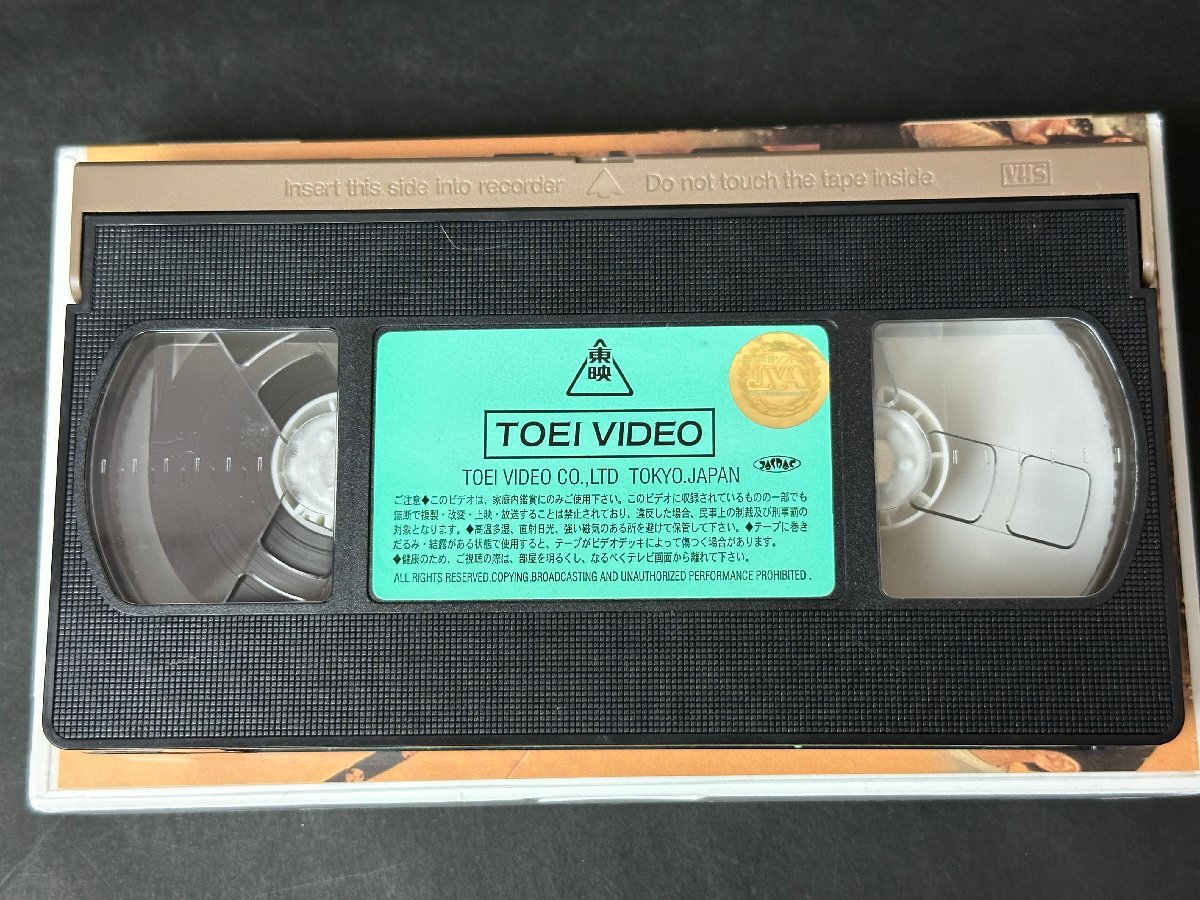 Insert this side into recorder Do not touch the tape inside VHS
東映
JVA
TOEI VIDEO
TOEI VIDEO CO.,LTD TOKYO.JAPAN
JASRAC
ご注意◆このビデオは、家庭内鑑賞にのみご使用下さい。このビデオに収録されているものの一部でも
無断で複製・改変・上映・放送することは禁止されており、違反した場合、民事上の制裁及び刑事罰の
対象となります。◆高温多湿、直射日光、強い磁気のある所を避けて保管して下さい。◆テープに巻き
だるみ・結露がある状態で使用すると、テープがビデオデッキによって傷つく場合があります。
◆健康のため、ご視聴の際は、部屋を明るくし、なるべくテレビ画面から離れて下さい。
ALL RIGHTS RESERVED.COPYING.BROADCASTING AND UNAUTHORIZED PERFORMANCE PROHIBITED.